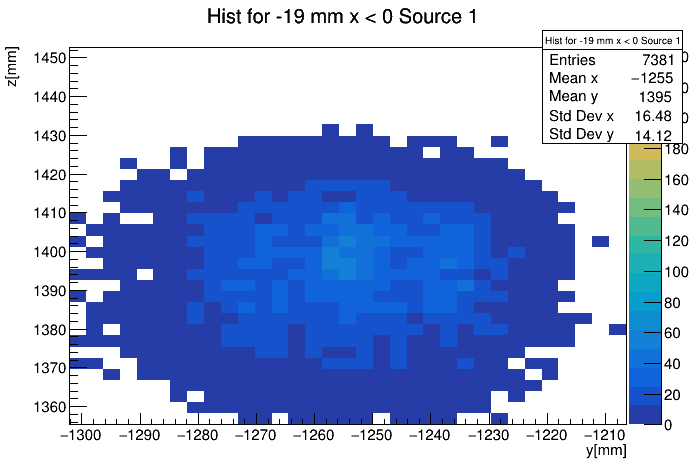 Hist for -19 mm x < 0 Source 1
z[mm]
Hist for -19 mm x < 0 Source 1
Entries 7381
Mean x −1255
Mean y 1395
Std Dev x 16.48
Std Dev y 14.12
1450
1440
1430
1420
1410
1400
1390
1380
1370
1360
180
160
140
120
100
80
60
40
20
0
−1300 −1290 −1280 −1270 −1260 −1250 −1240 −1230 −1220 −1210
y[mm]